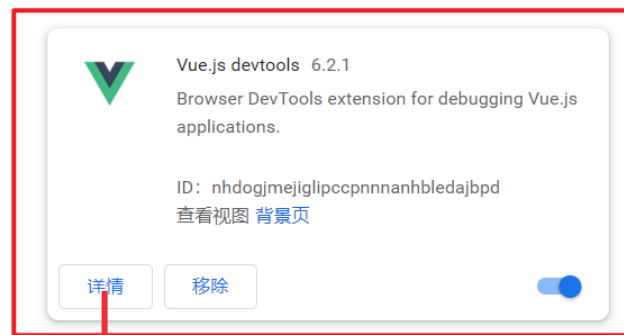 Vue.js devtools 6.2.1
Browser DevTools extension for debugging Vue.js
applications.
ID：nhdogjmejiglipccpnnnanhbledajbpd
查看视图 背景页
详情 移除